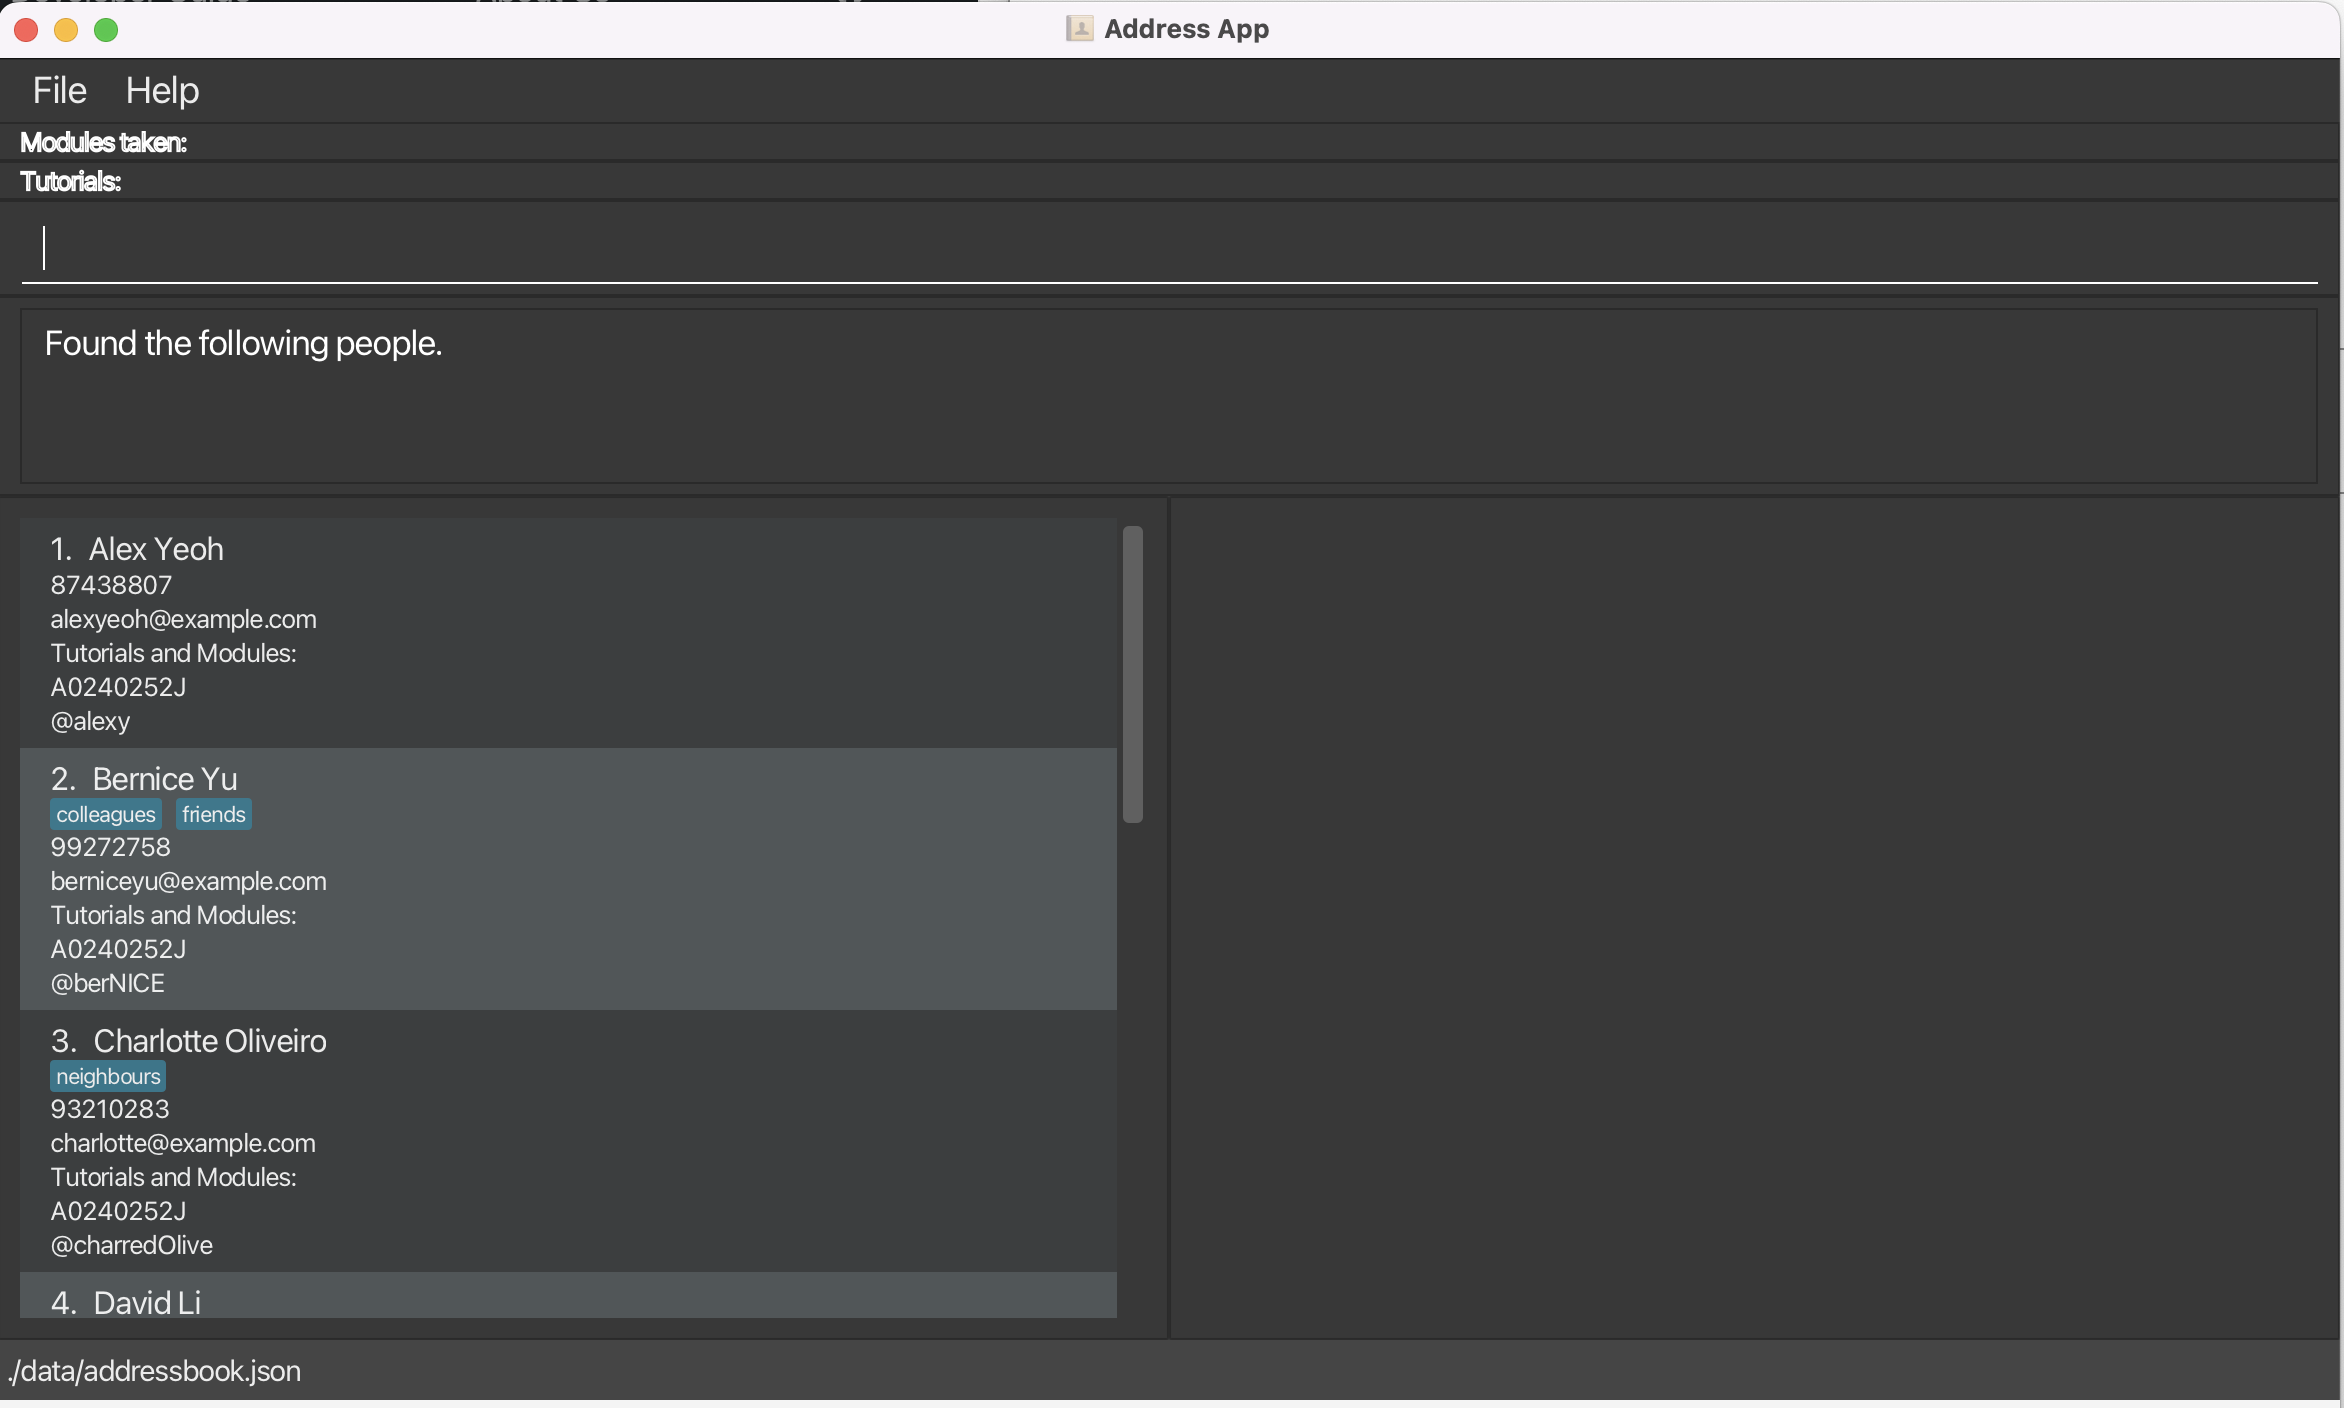 Address App
File Help
Modules taken:
Tutorials:
Found the following people.
1. Alex Yeoh
87438807
alexyeoh@example.com
Tutorials and Modules:
A0240252J
@alexy
2. Bernice Yu
colleagues friends
99272758
berniceyu@example.com
Tutorials and Modules:
A0240252J
@berNICE
3. Charlotte Oliveiro
neighbours
93210283
charlotte@example.com
Tutorials and Modules:
A0240252J
@charredOlive
4. David Li
./data/addressbook.json